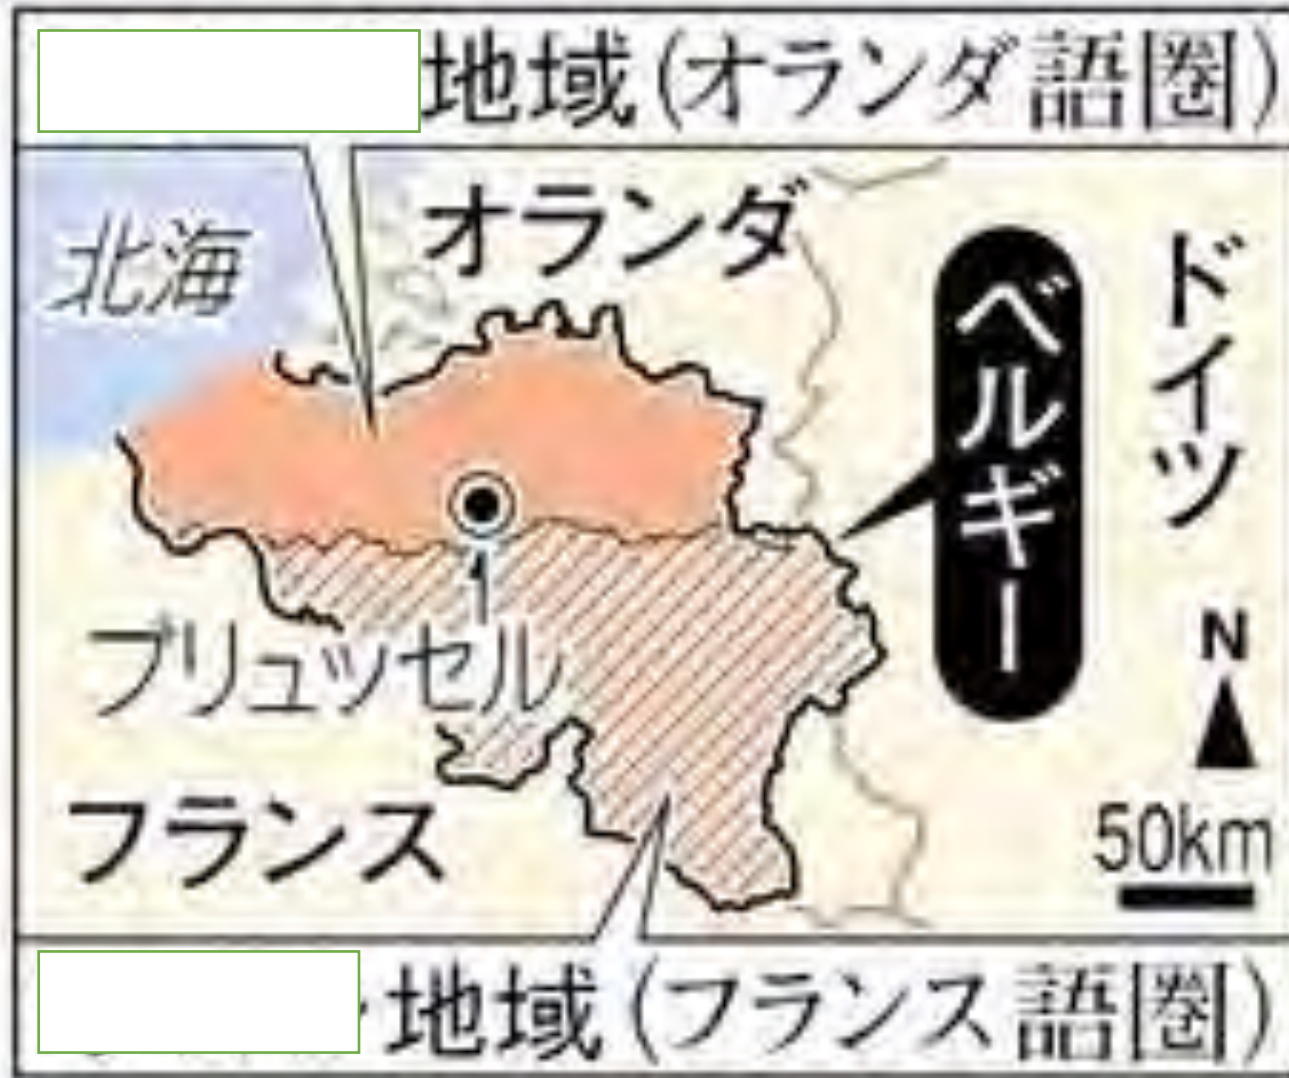 地域(オランダ語圏)
北海
オランダ
ドイツ
ベルギー
ブリュッセル
フランス
N
50km
地域(フランス語圏)